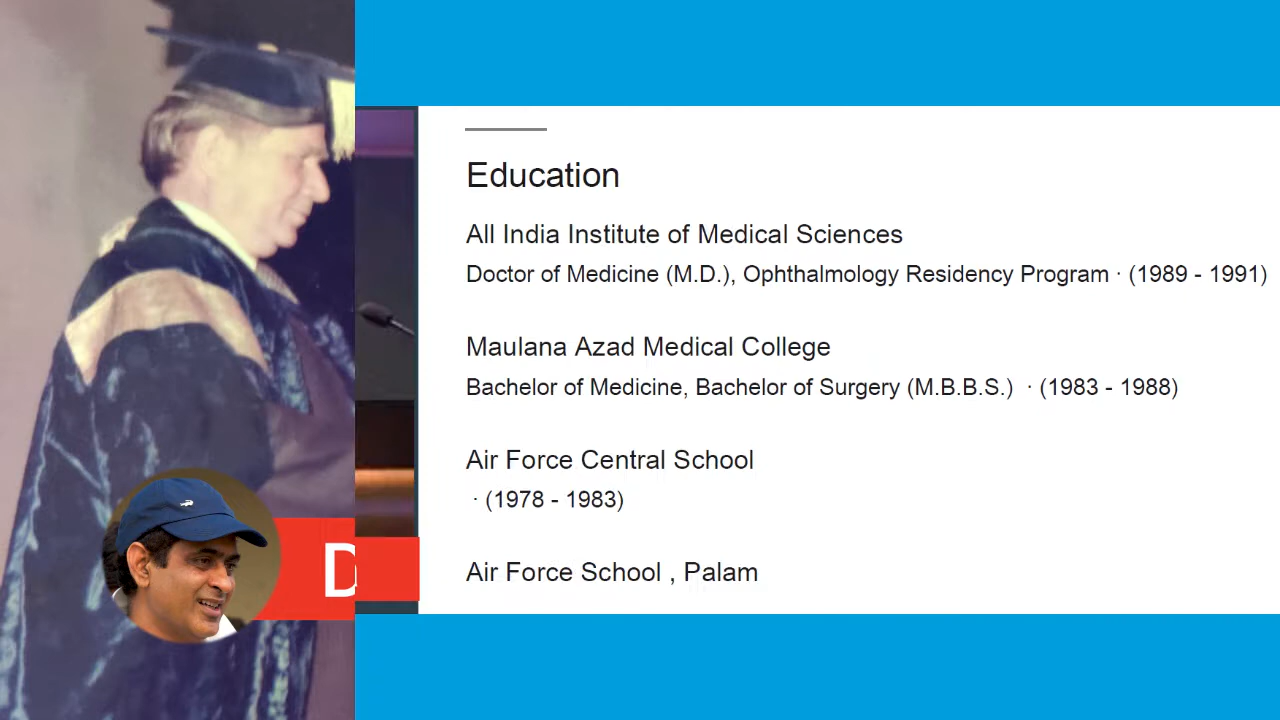 Education
All India Institute of Medical Sciences
Doctor of Medicine (M.D.), Ophthalmology Residency Program · (1989 - 1991)
Maulana Azad Medical College
Bachelor of Medicine, Bachelor of Surgery (M.B.B.S.) · (1983 - 1988)
Air Force Central School
· (1978 - 1983)
Air Force School , Palam
D